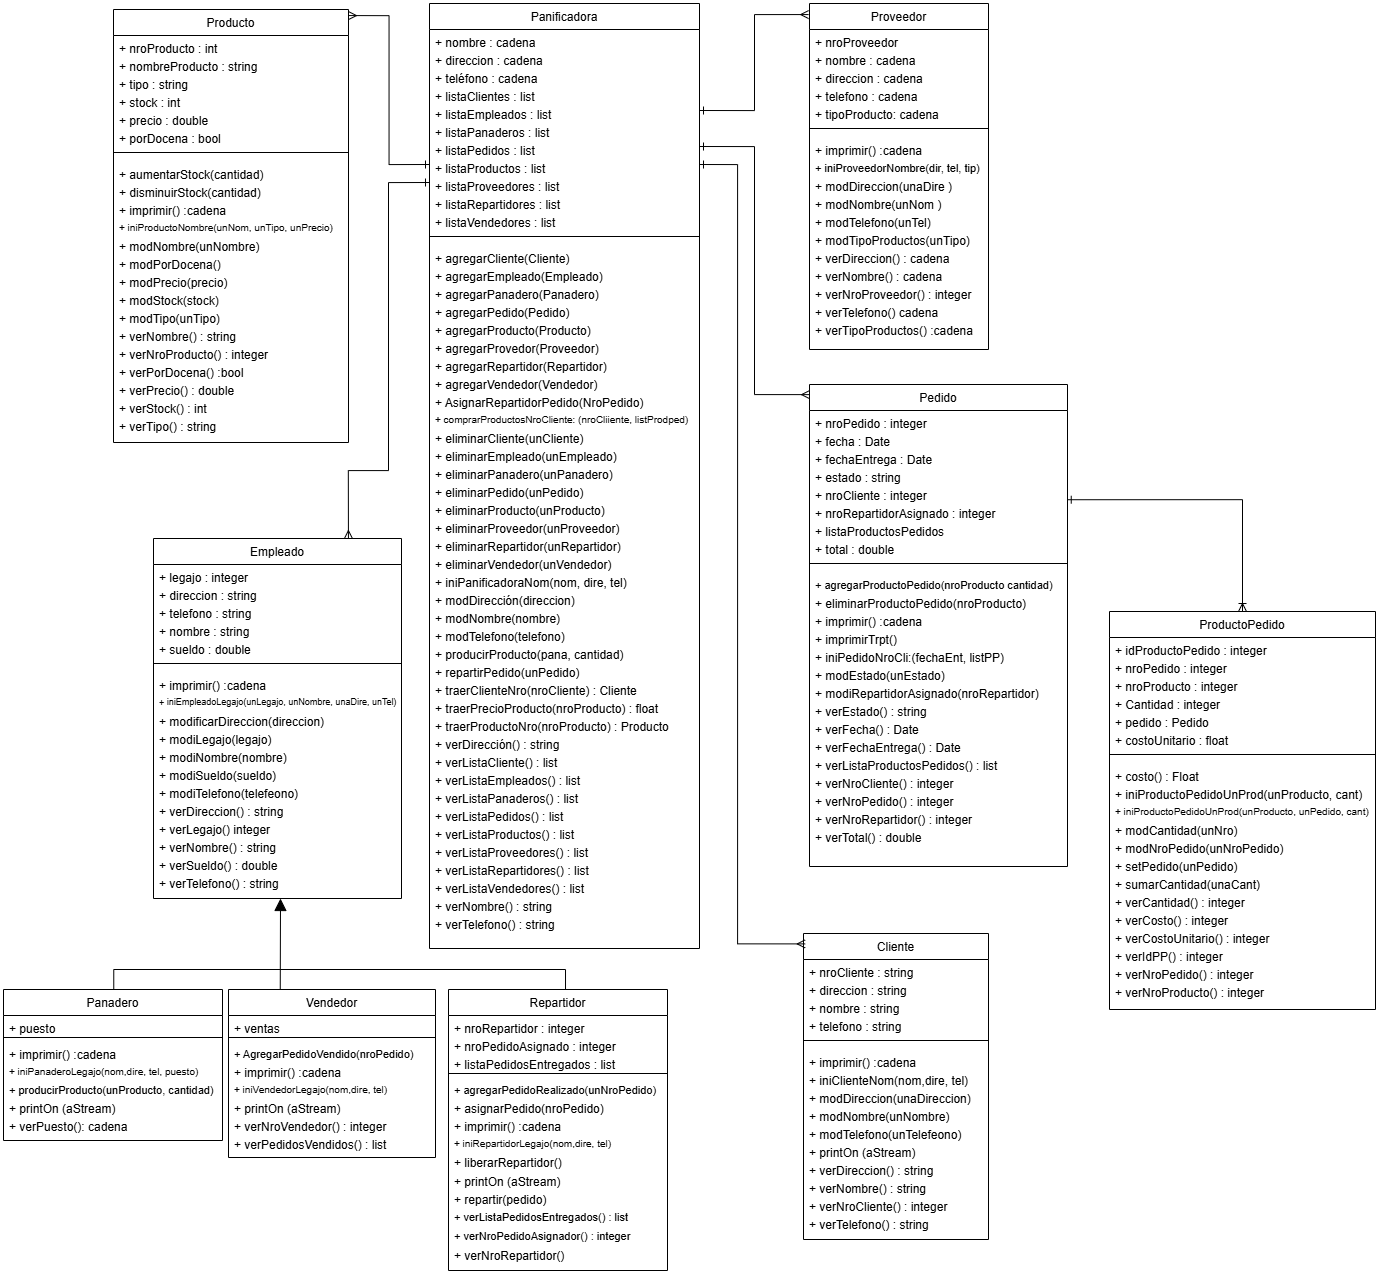 Producto
+ nroProducto : int
+ nombreProducto : string
+ tipo : string
+ stock : int
+ precio : double
+ porDocena : bool
+ aumentarStock(cantidad)
+ disminuirStock(cantidad)
+ imprimir() :cadena
+ iniProductoNombre(unNom, unTipo, unPrecio)
+ modNombre(unNombre)
+ modPorDocena()
+ modPrecio(precio)
+ modStock(stock)
+ modTipo(unTipo)
+ verNombre() : string
+ verNroProducto() : integer
+ verPorDocena() :bool
+ verPrecio() : double
+ verStock() : int
+ verTipo() : string
Panificadora
+ nombre : cadena
+ direccion : cadena
+ teléfono : cadena
+ listaClientes : list
+ listaEmpleados : list
+ listaPanaderos : list
+ listaPedidos : list
+ listaProductos : list
+ listaProveedores : list
+ listaRepartidores : list
+ listaVendedores : list
+ agregarCliente(Cliente)
+ agregarEmpleado(Empleado)
+ agregarPanadero(Panadero)
+ agregarPedido(Pedido)
+ agregarProducto(Producto)
+ agregarProvedor(Proveedor)
+ agregarRepartidor(Repartidor)
+ agregarVendedor(Vendedor)
+ AsignarRepartidorPedido(NroPedido)
+ comprarProductosNroCliente: (nroCliiente, listProdped)
+ eliminarCliente(unCliente)
+ eliminarEmpleado(unEmpleado)
+ eliminarPanadero(unPanadero)
+ eliminarPedido(unPedido)
+ eliminarProducto(unProducto)
+ eliminarProveedor(unProveedor)
+ eliminarRepartidor(unRepartidor)
+ eliminarVendedor(unVendedor)
+ iniPanificadoraNom(nom, dire, tel)
+ modDirección(direccion)
+ modNombre(nombre)
+ modTelefono(telefono)
+ producirProducto(pana, cantidad)
+ repartirPedido(unPedido)
+ traerClienteNro(nroCliente) : Cliente
+ traerPrecioProducto(nroProducto) : float
+ traerProductoNro(nroProducto) : Producto
+ verDirección() : string
+ verListaCliente() : list
+ verListaEmpleados() : list
+ verListaPanaderos() : list
+ verListaPedidos() : list
+ verListaProductos() : list
+ verListaProveedores() : list
+ verListaRepartidores() : list
+ verListaVendedores() : list
+ verNombre() : string
+ verTelefono() : string
Proveedor
+ nroProveedor
+ nombre : cadena
+ direccion : cadena
+ telefono : cadena
+ tipoProducto: cadena
+ imprimir() :cadena
+ iniProveedorNombre(dir, tel, tip)
+ modDireccion(unaDire )
+ modNombre(unNom )
+ modTelefono(unTel)
+ modTipoProductos(unTipo)
+ verDireccion() : cadena
+ verNombre() : cadena
+ verNroProveedor() : integer
+ verTelefono() cadena
+ verTipoProductos() :cadena
Pedido
+ nroPedido : integer
+ fecha : Date
+ fechaEntrega : Date
+ estado : string
+ nroCliente : integer
+ nroRepartidorAsignado : integer
+ listaProductosPedidos
+ total : double
+ agregarProductoPedido(nroProducto cantidad)
+ eliminarProductoPedido(nroProducto)
+ imprimir() :cadena
+ imprimirTrpt()
+ iniPedidoNroCli:(fechaEnt, listPP)
+ modEstado(unEstado)
+ modiRepartidorAsignado(nroRepartidor)
+ verEstado() : string
+ verFecha() : Date
+ verFechaEntrega() : Date
+ verListaProductosPedidos() : list
+ verNroCliente() : integer
+ verNroPedido() : integer
+ verNroRepartidor() : integer
+ verTotal() : double
Empleado
+ legajo : integer
+ direccion : string
+ telefono : string
+ nombre : string
+ sueldo : double
+ imprimir() :cadena
+ iniEmpleadoLegajo(unLegajo, unNombre, unaDire, unTel)
+ modificarDireccion(direccion)
+ modiLegajo(legajo)
+ modiNombre(nombre)
+ modiSueldo(sueldo)
+ modiTelefono(telefeono)
+ verDireccion() : string
+ verLegajo() integer
+ verNombre() : string
+ verSueldo() : double
+ verTelefono() : string
ProductoPedido
+ idProductoPedido : integer
+ nroPedido : integer
+ nroProducto : integer
+ Cantidad : integer
+ pedido : Pedido
+ costoUnitario : float
+ costo() : Float
+ iniProductoPedidoUnProd(unProducto, cant)
+ iniProductoPedidoUnProd(unProducto, unPedido, cant)
+ modCantidad(unNro)
+ modNroPedido(unNroPedido)
+ setPedido(unPedido)
+ sumarCantidad(unaCant)
+ verCantidad() : integer
+ verCosto() : integer
+ verCostoUnitario() : integer
+ verIdPP() : integer
+ verNroPedido() : integer
+ verNroProducto() : integer
Panadero
+ puesto
+ imprimir() :cadena
+ iniPanaderoLegajo(nom,dire, tel, puesto)
+ producirProducto(unProducto, cantidad)
+ printOn (aStream)
+ verPuesto(): cadena
Vendedor
+ ventas
+ AgregarPedidoVendido(nroPedido)
+ imprimir() :cadena
+ iniVendedorLegajo(nom,dire, tel)
+ printOn (aStream)
+ verNroVendedor() : integer
+ verPedidosVendidos() : list
Repartidor
+ nroRepartidor : integer
+ nroPedidoAsignado : integer
+ listaPedidosEntregados : list
+ agregarPedidoRealizado(unNroPedido)
+ asignarPedido(nroPedido)
+ imprimir() :cadena
+ iniRepartidorLegajo(nom,dire, tel)
+ liberarRepartidor()
+ printOn (aStream)
+ repartir(pedido)
+ verListaPedidosEntregados() : list
+ verNroPedidoAsignador() : integer
+ verNroRepartidor()
Cliente
+ nroCliente : string
+ direccion : string
+ nombre : string
+ telefono : string
+ imprimir() :cadena
+ iniClienteNom(nom,dire, tel)
+ modDireccion(unaDireccion)
+ modNombre(unNombre)
+ modTelefono(unTelefeono)
+ printOn (aStream)
+ verDireccion() : string
+ verNombre() : string
+ verNroCliente() : integer
+ verTelefono() : string